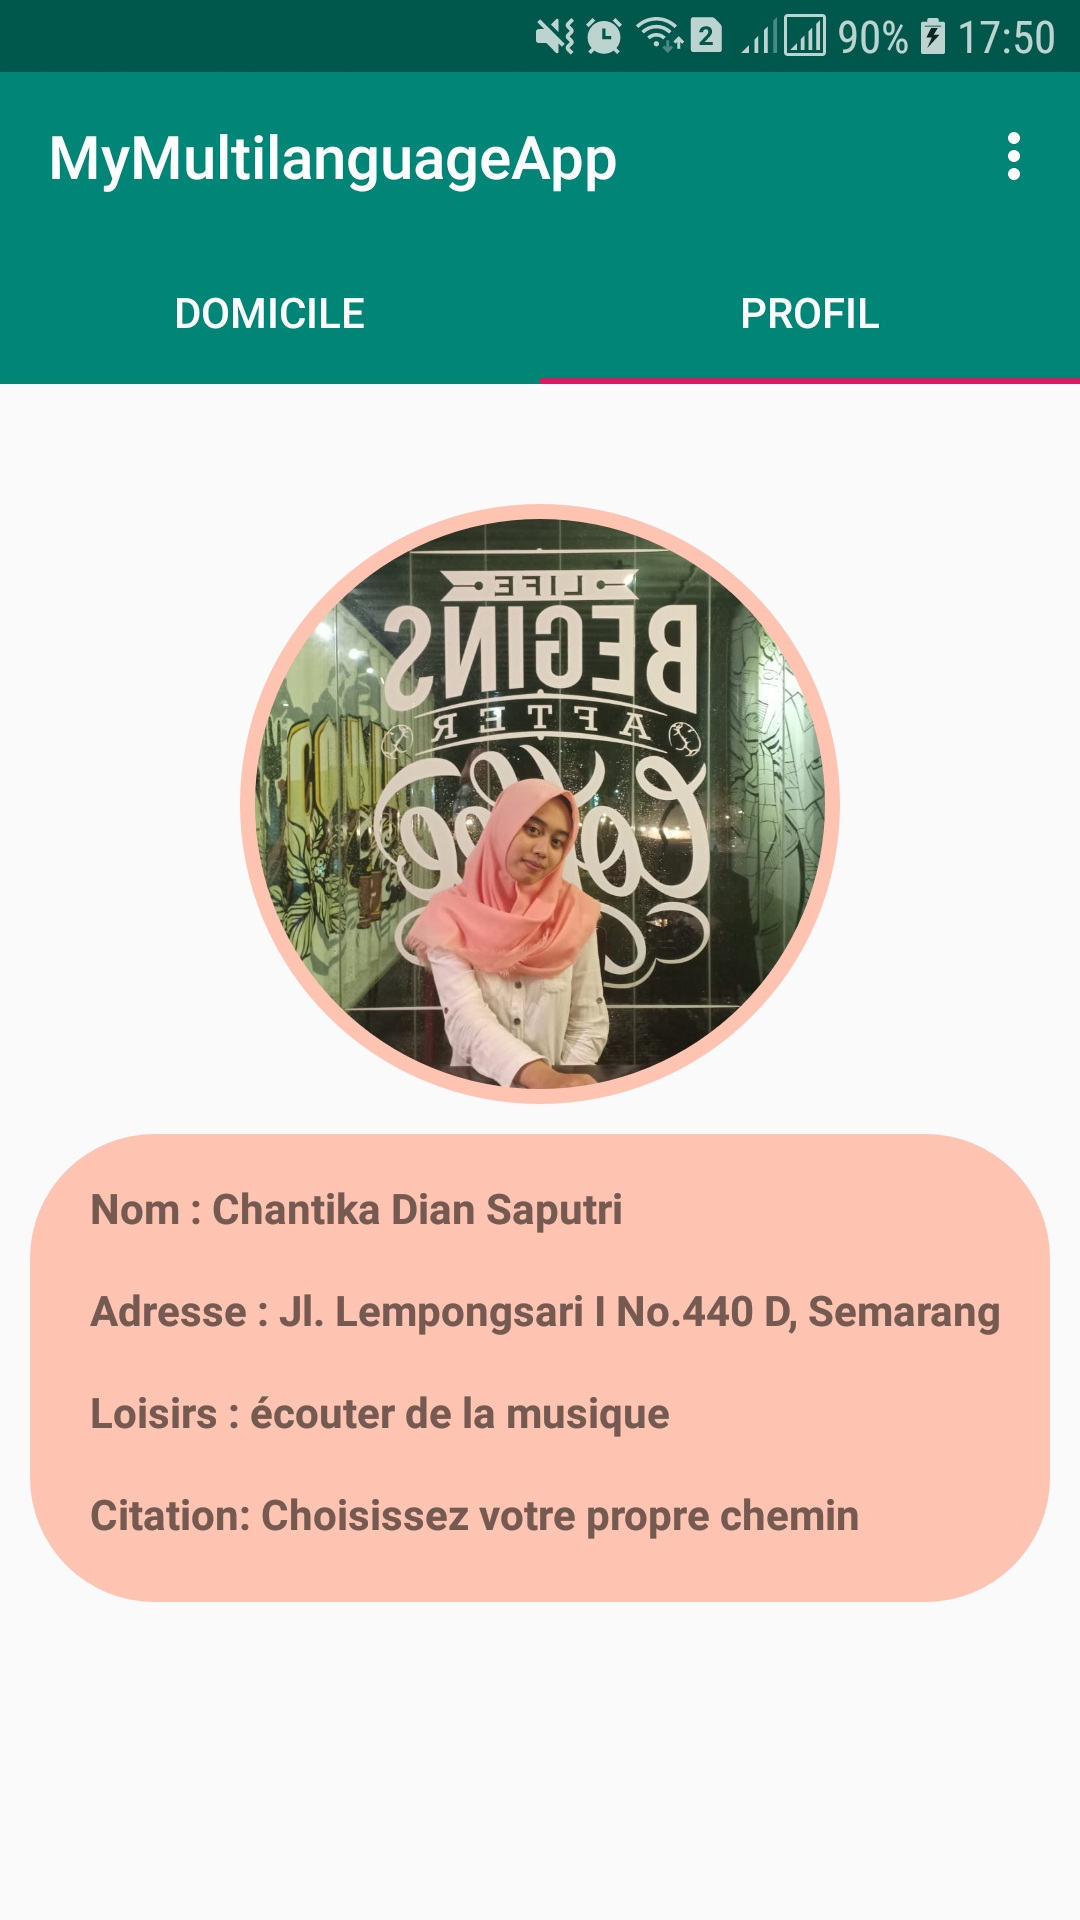 90% 17:50
MyMultilanguageApp
DOMICILE PROFIL
LIFE
BEGINS
AFTER
Coffee
Nom : Chantika Dian Saputri
Adresse : Jl. Lempongsari I No.440 D, Semarang
Loisirs : écouter de la musique
Citation: Choisissez votre propre chemin